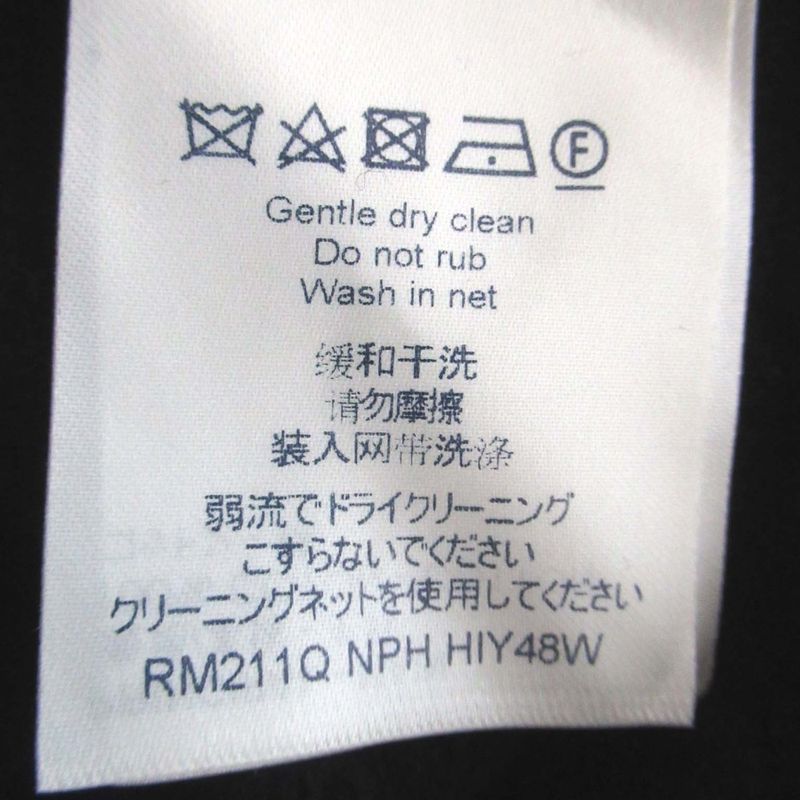 F
Gentle dry clean
Do not rub
Wash in net
缓和干洗
请勿摩擦
装入网带洗涤
弱流でドライクリーニング
こすらないでください
クリーニングネットを使用してください
RM211Q NPH HIY48W